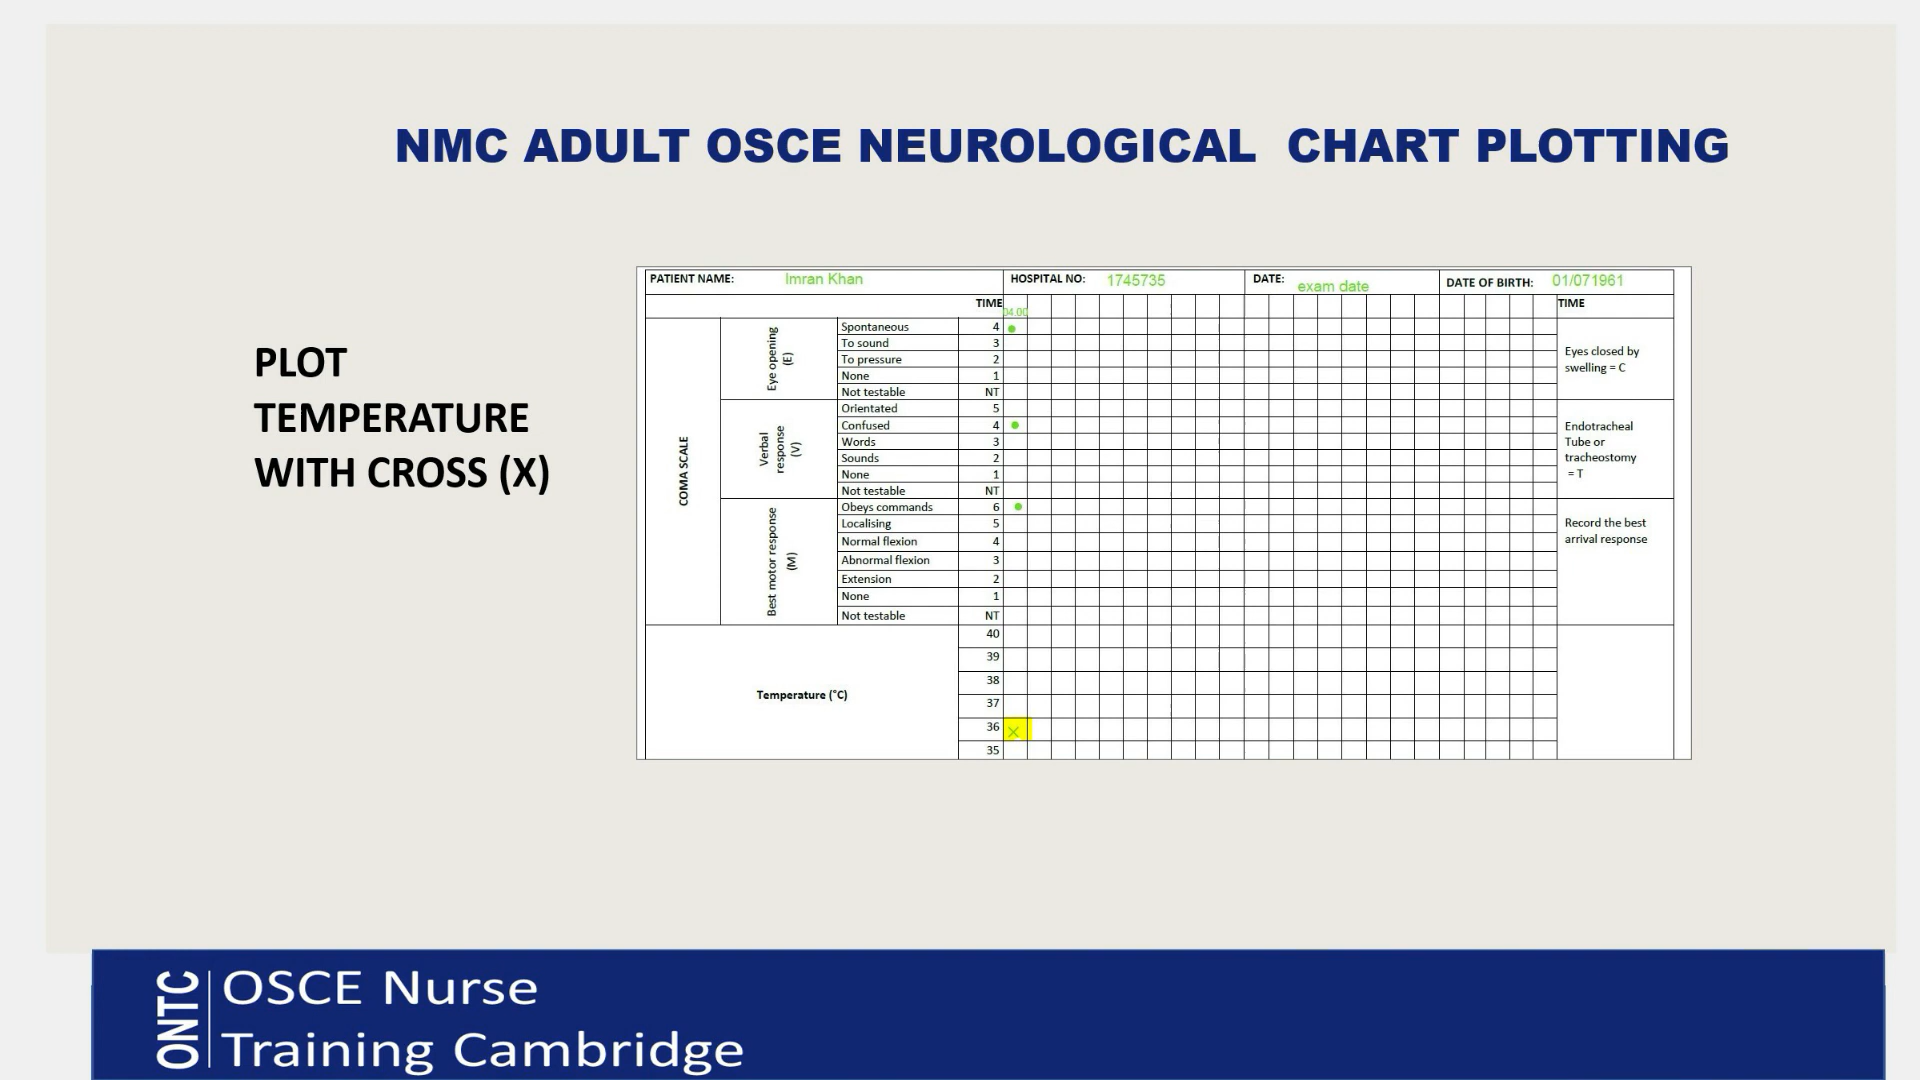 NMC ADULT OSCE NEUROLOGICAL CHART PLOTTING
PLOT
TEMPERATURE
WITH CROSS (X)
PATIENT NAME: Imran Khan HOSPITAL NO: 1745735 DATE: exam date DATE OF BIRTH: 01/071961
TIME 04.00 TIME
COMA SCALE
Eye opening
(E)
Spontaneous 4
To sound 3
To pressure 2
None 1
Not testable NT
Eyes closed by
swelling = C
Verbal
response
(V)
Orientated 5
Confused 4
Words 3
Sounds 2
None 1
Not testable NT
Endotracheal
Tube or
tracheostomy
= T
Best motor response
(M)
Obeys commands 6
Localising 5
Normal flexion 4
Abnormal flexion 3
Extension 2
None 1
Not testable NT
Record the best
arrival response
Temperature (°C)
40
39
38
37
36 X
35
ONTC
OSCE Nurse
Training Cambridge